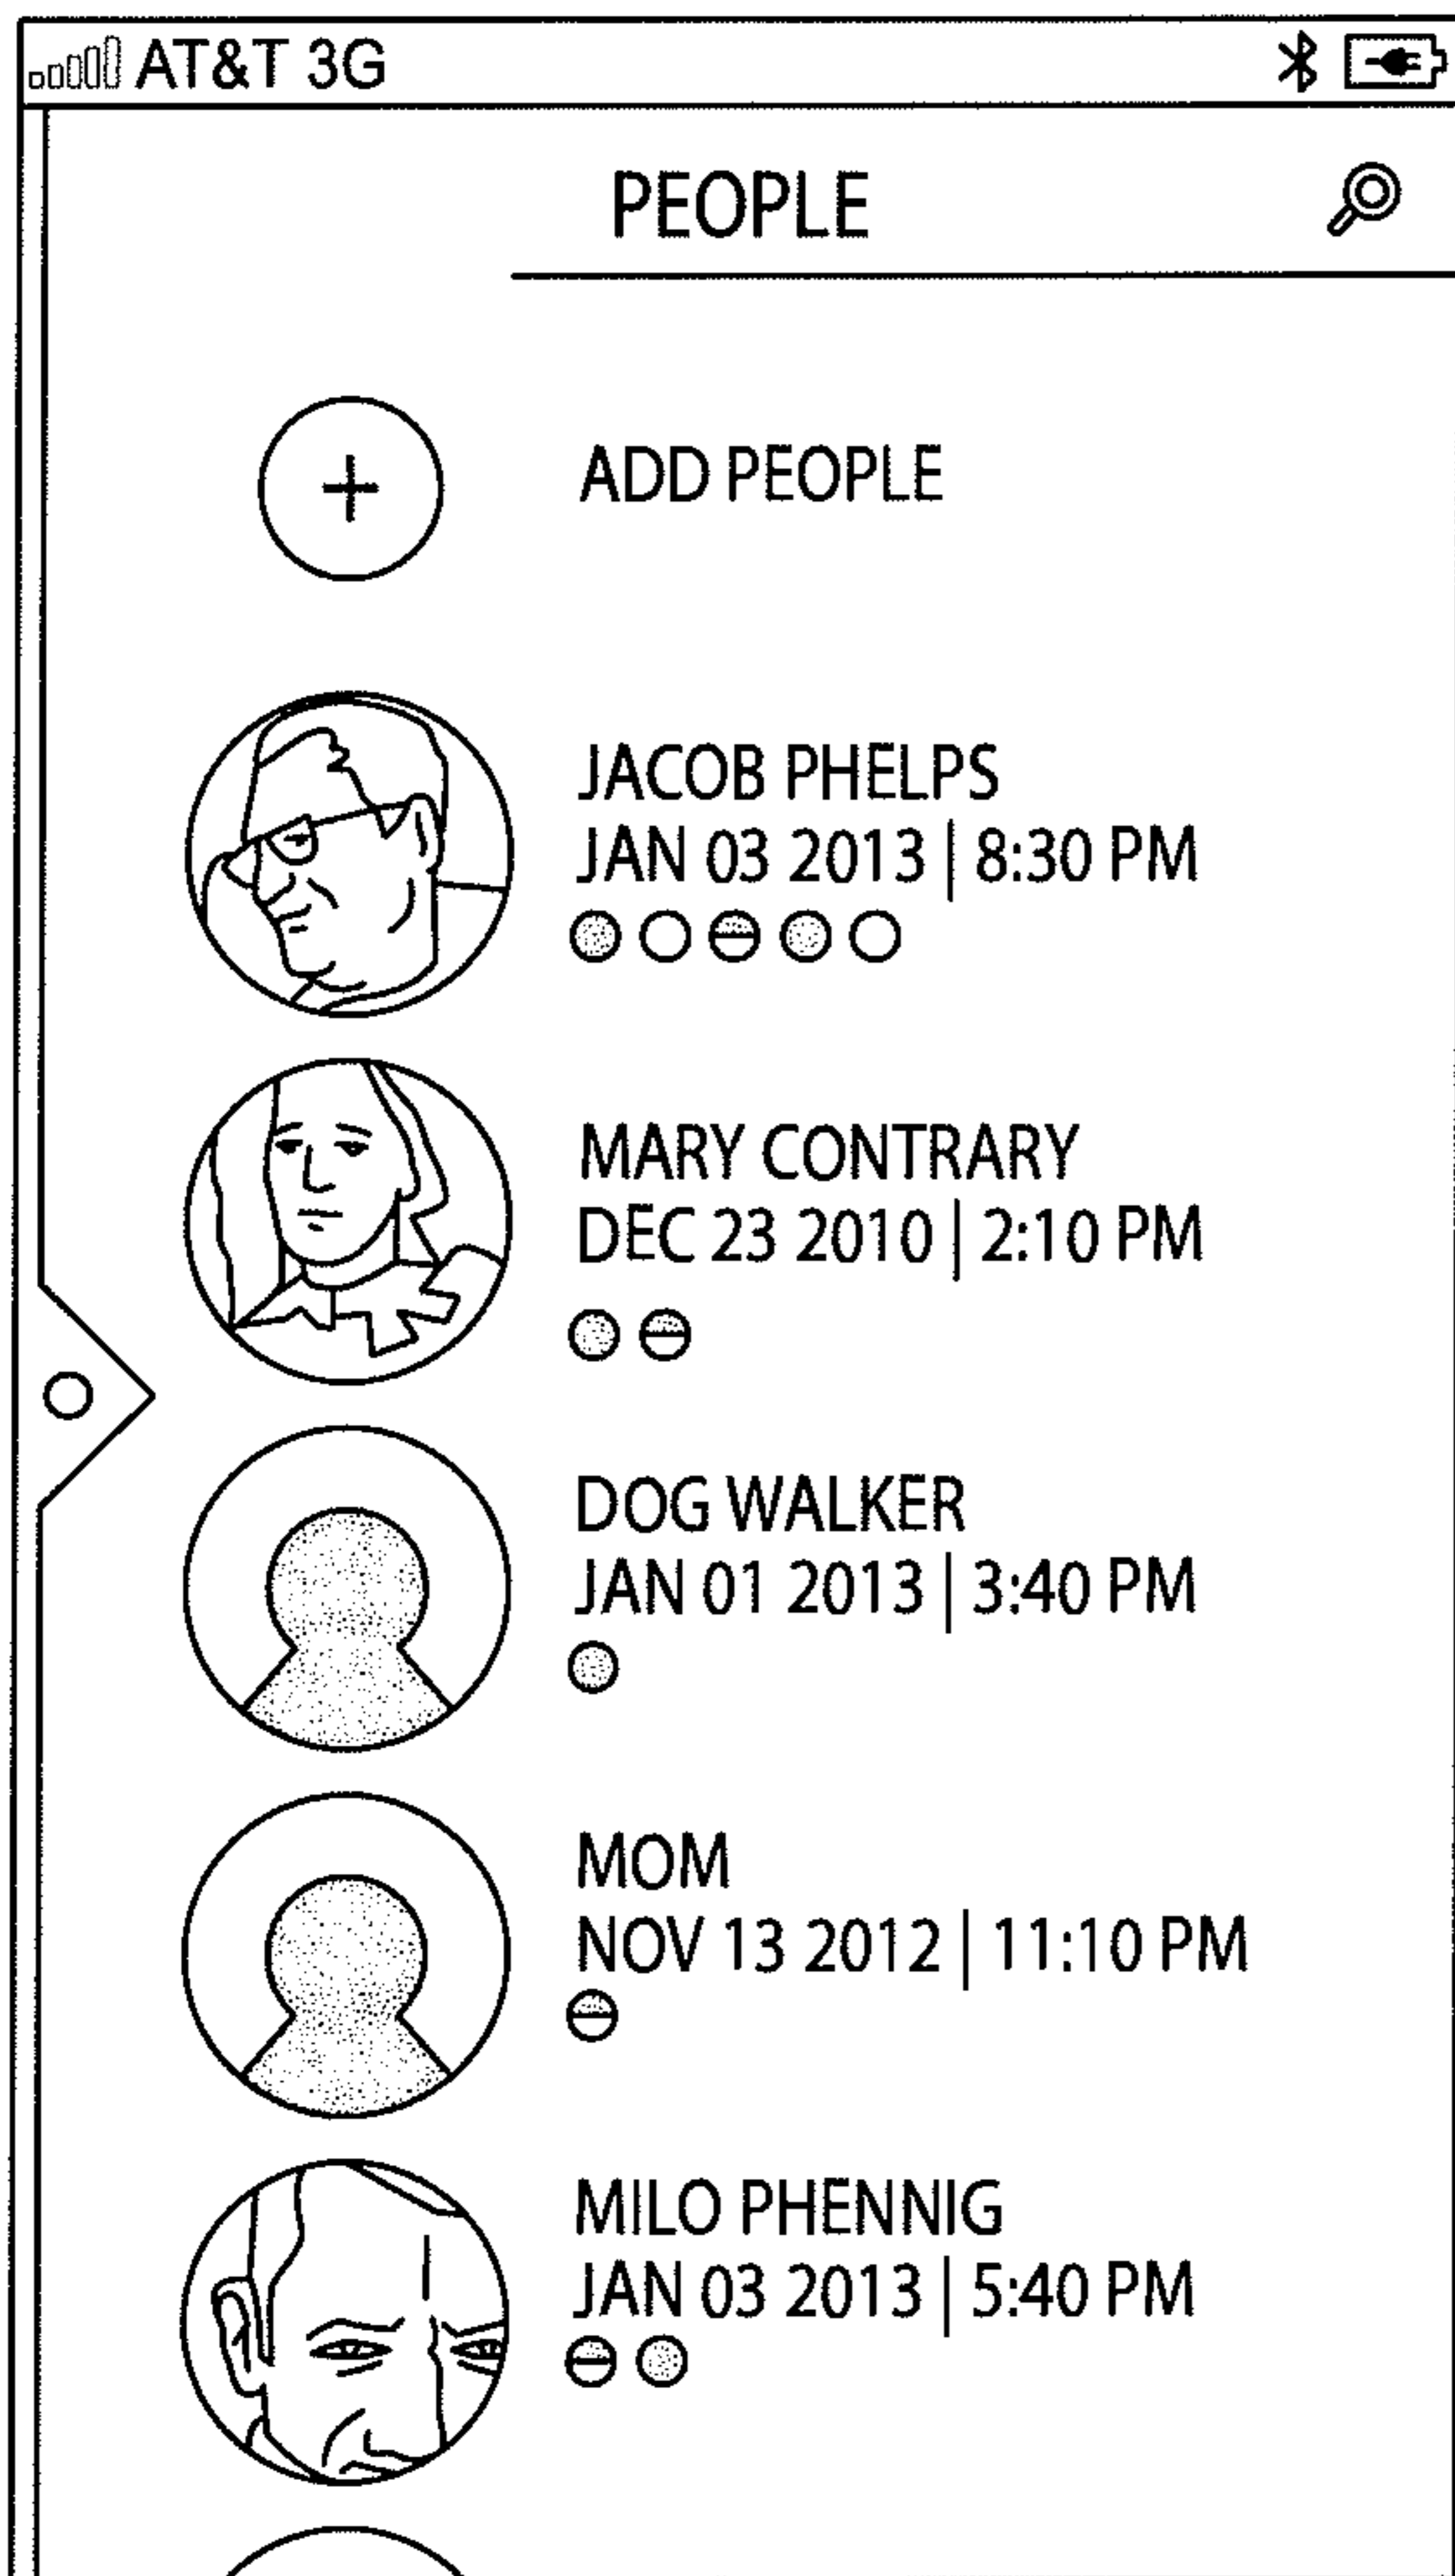 AT&T 3G
PEOPLE
ADD PEOPLE
JACOB PHELPS
JAN 03 2013 | 8:30 PM
MARY CONTRARY
DEC 23 2010 | 2:10 PM
DOG WALKER
JAN 01 2013 | 3:40 PM
MOM
NOV 13 2012 | 11:10 PM
MILO PHENNIG
JAN 03 2013 | 5:40 PM